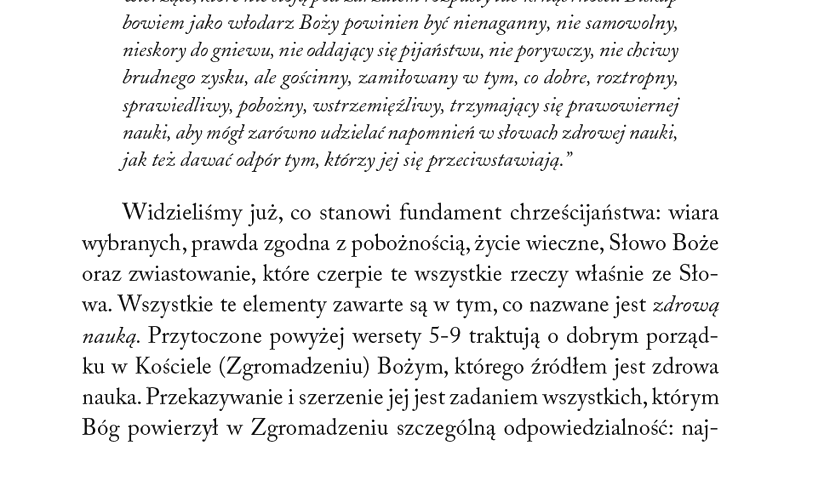 bowiem jako włodarz Boży powinien być nienaganny, nie samowolny,
nieskory do gniewu, nie oddający się pijaństwu, nie porywczy, nie chciwy
brudnego zysku, ale gościnny, zamiłowany w tym, co dobre, roztropny,
sprawiedliwy, pobożny, wstrzemięźliwy, trzymający się prawowiernej
nauki, aby mógł zarówno udzielać napomnień w słowach zdrowej nauki,
jak też dawać odpór tym, którzy jej się przeciwstawiają.”
Widzieliśmy już, co stanowi fundament chrześcijaństwa: wiara
wybranych, prawda zgodna z pobożnością, życie wieczne, Słowo Boże
oraz zwiastowanie, które czerpie te wszystkie rzeczy właśnie ze Sło-
wa. Wszystkie te elementy zawarte są w tym, co nazwane jest zdrową
nauką. Przytoczone powyżej wersety 5-9 traktują o dobrym porząd-
ku w Kościele (Zgromadzeniu) Bożym, którego źródłem jest zdrowa
nauka. Przekazywanie i szerzenie jej jest zadaniem wszystkich, którym
Bóg powierzył w Zgromadzeniu szczególną odpowiedzialność: naj-